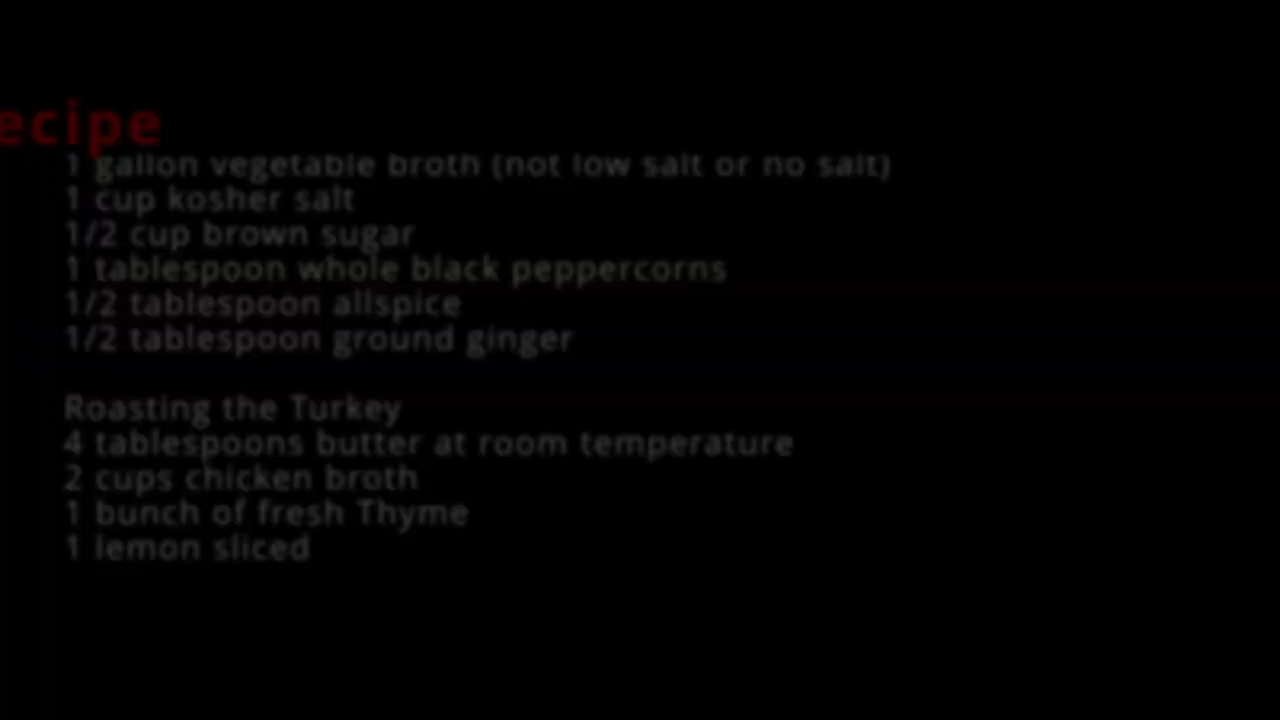 ecipe
1 gallon vegetable broth (not low salt or no salt)
1 cup kosher salt
1/2 cup brown sugar
1 tablespoon whole black peppercorns
1/2 tablespoon allspice
1/2 tablespoon ground ginger
Roasting the Turkey
4 tablespoons butter at room temperature
2 cups chicken broth
1 bunch of fresh Thyme
1 lemon sliced